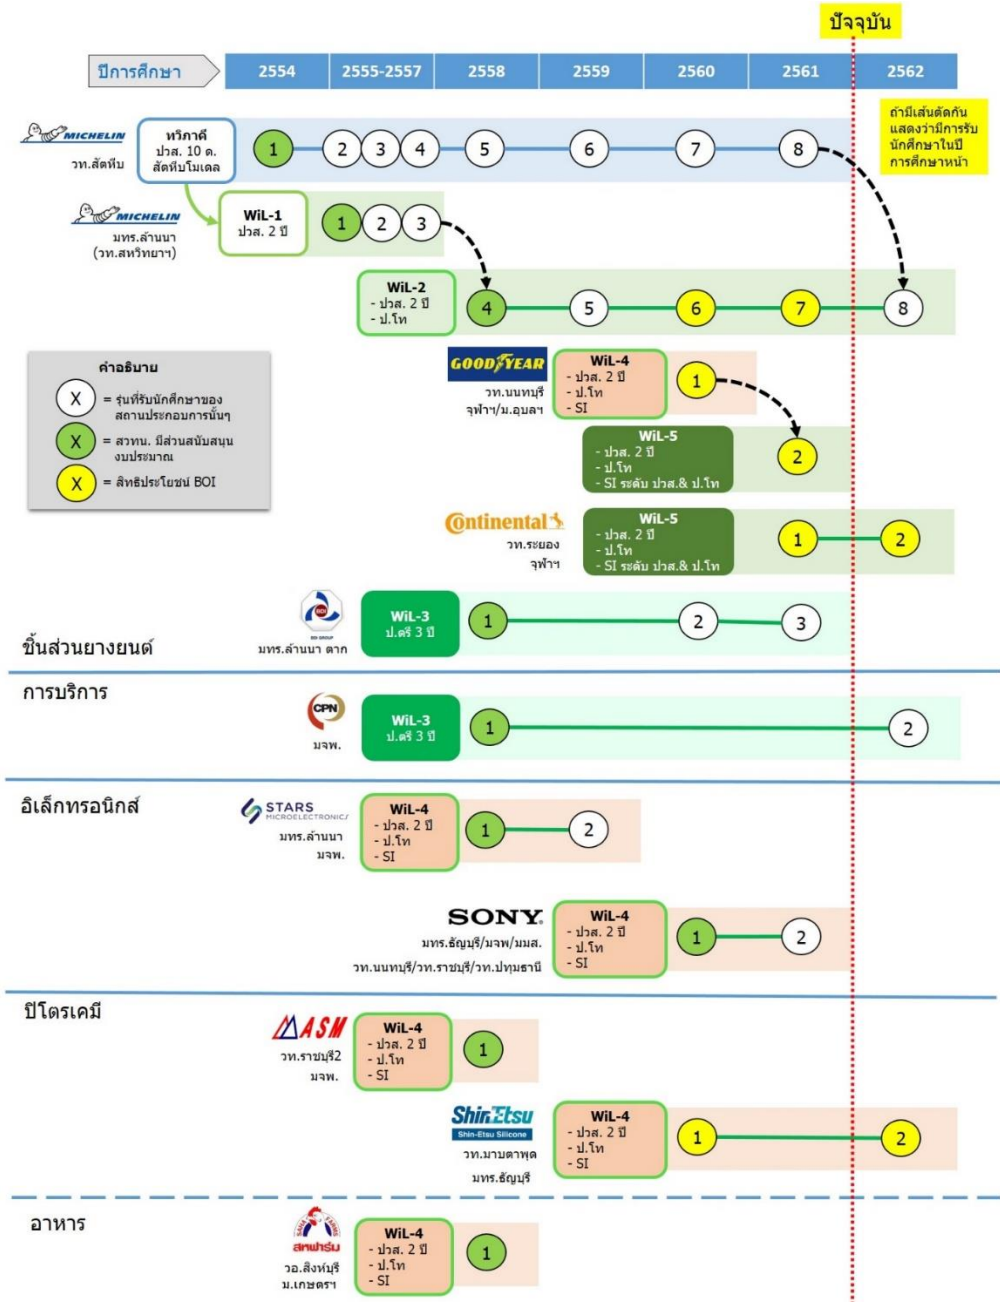 ปัจจุบัน
ปีการศึกษา
2554 2555-2557 2558 2559 2560 2561 2562
ถ้ามีเส้นตัดกัน
แสดงว่ามีการรับ
นักศึกษาในปี
การศึกษาหน้า
MICHELIN
วท.สัตหีบ
ทวิภาคี
ปวส. 10 ด.
สัตหีบโมเดล
1 2 3 4 5 6 7 8
MICHELIN
มทร.ล้านนา
(วท.สหวิทยาฯ)
WiL-1
ปวส. 2 ปี
1 2 3
WiL-2
- ปวส. 2 ปี
- ป.โท
4 5 6 7 8
คำอธิบาย
X = รุ่นที่รับนักศึกษาของ
สถานประกอบการนั้นๆ
X = สวทน. มีส่วนสนับสนุน
งบประมาณ
X = สิทธิประโยชน์ BOI
GOODYEAR
วท.นนทบุรี
จุฬาฯ/ม.อุบลฯ
WiL-4
- ปวส. 2 ปี
- ป.โท
- SI
1
WiL-5
- ปวส. 2 ปี
- ป.โท
- SI ระดับ ปวส.& ป.โท
2
Continental
วท.ระยอง
จุฬาฯ
WiL-5
- ปวส. 2 ปี
- ป.โท
- SI ระดับ ปวส.& ป.โท
1 2
BDI
BDI GROUP
มทร.ล้านนา ตาก
WiL-3
ป.ตรี 3 ปี
1 2 3
ชิ้นส่วนยางยนต์
การบริการ
CPN
มจพ.
WiL-3
ป.ตรี 3 ปี
1 2
อิเล็กทรอนิกส์
STARS
MICROELECTRONICS
มทร.ล้านนา
มจพ.
WiL-4
- ปวส. 2 ปี
- ป.โท
- SI
1 2
SONY
มทร.ธัญบุรี/มจพ/มมส.
วท.นนทบุรี/วท.ราชบุรี/วท.ปทุมธานี
WiL-4
- ปวส. 2 ปี
- ป.โท
- SI
1 2
ปิโตรเคมี
ASM
วท.ราชบุรี2
มจพ.
WiL-4
- ปวส. 2 ปี
- ป.โท
- SI
1
ShinEtsu
Shin-Etsu Silicone
วท.มาบตาพุด
มทร.ธัญบุรี
WiL-4
- ปวส. 2 ปี
- ป.โท
- SI
1 2
อาหาร
SAHA FARMS
สหฟาร์ม
วอ.สิงห์บุรี
ม.เกษตรฯ
WiL-4
- ปวส. 2 ปี
- ป.โท
- SI
1